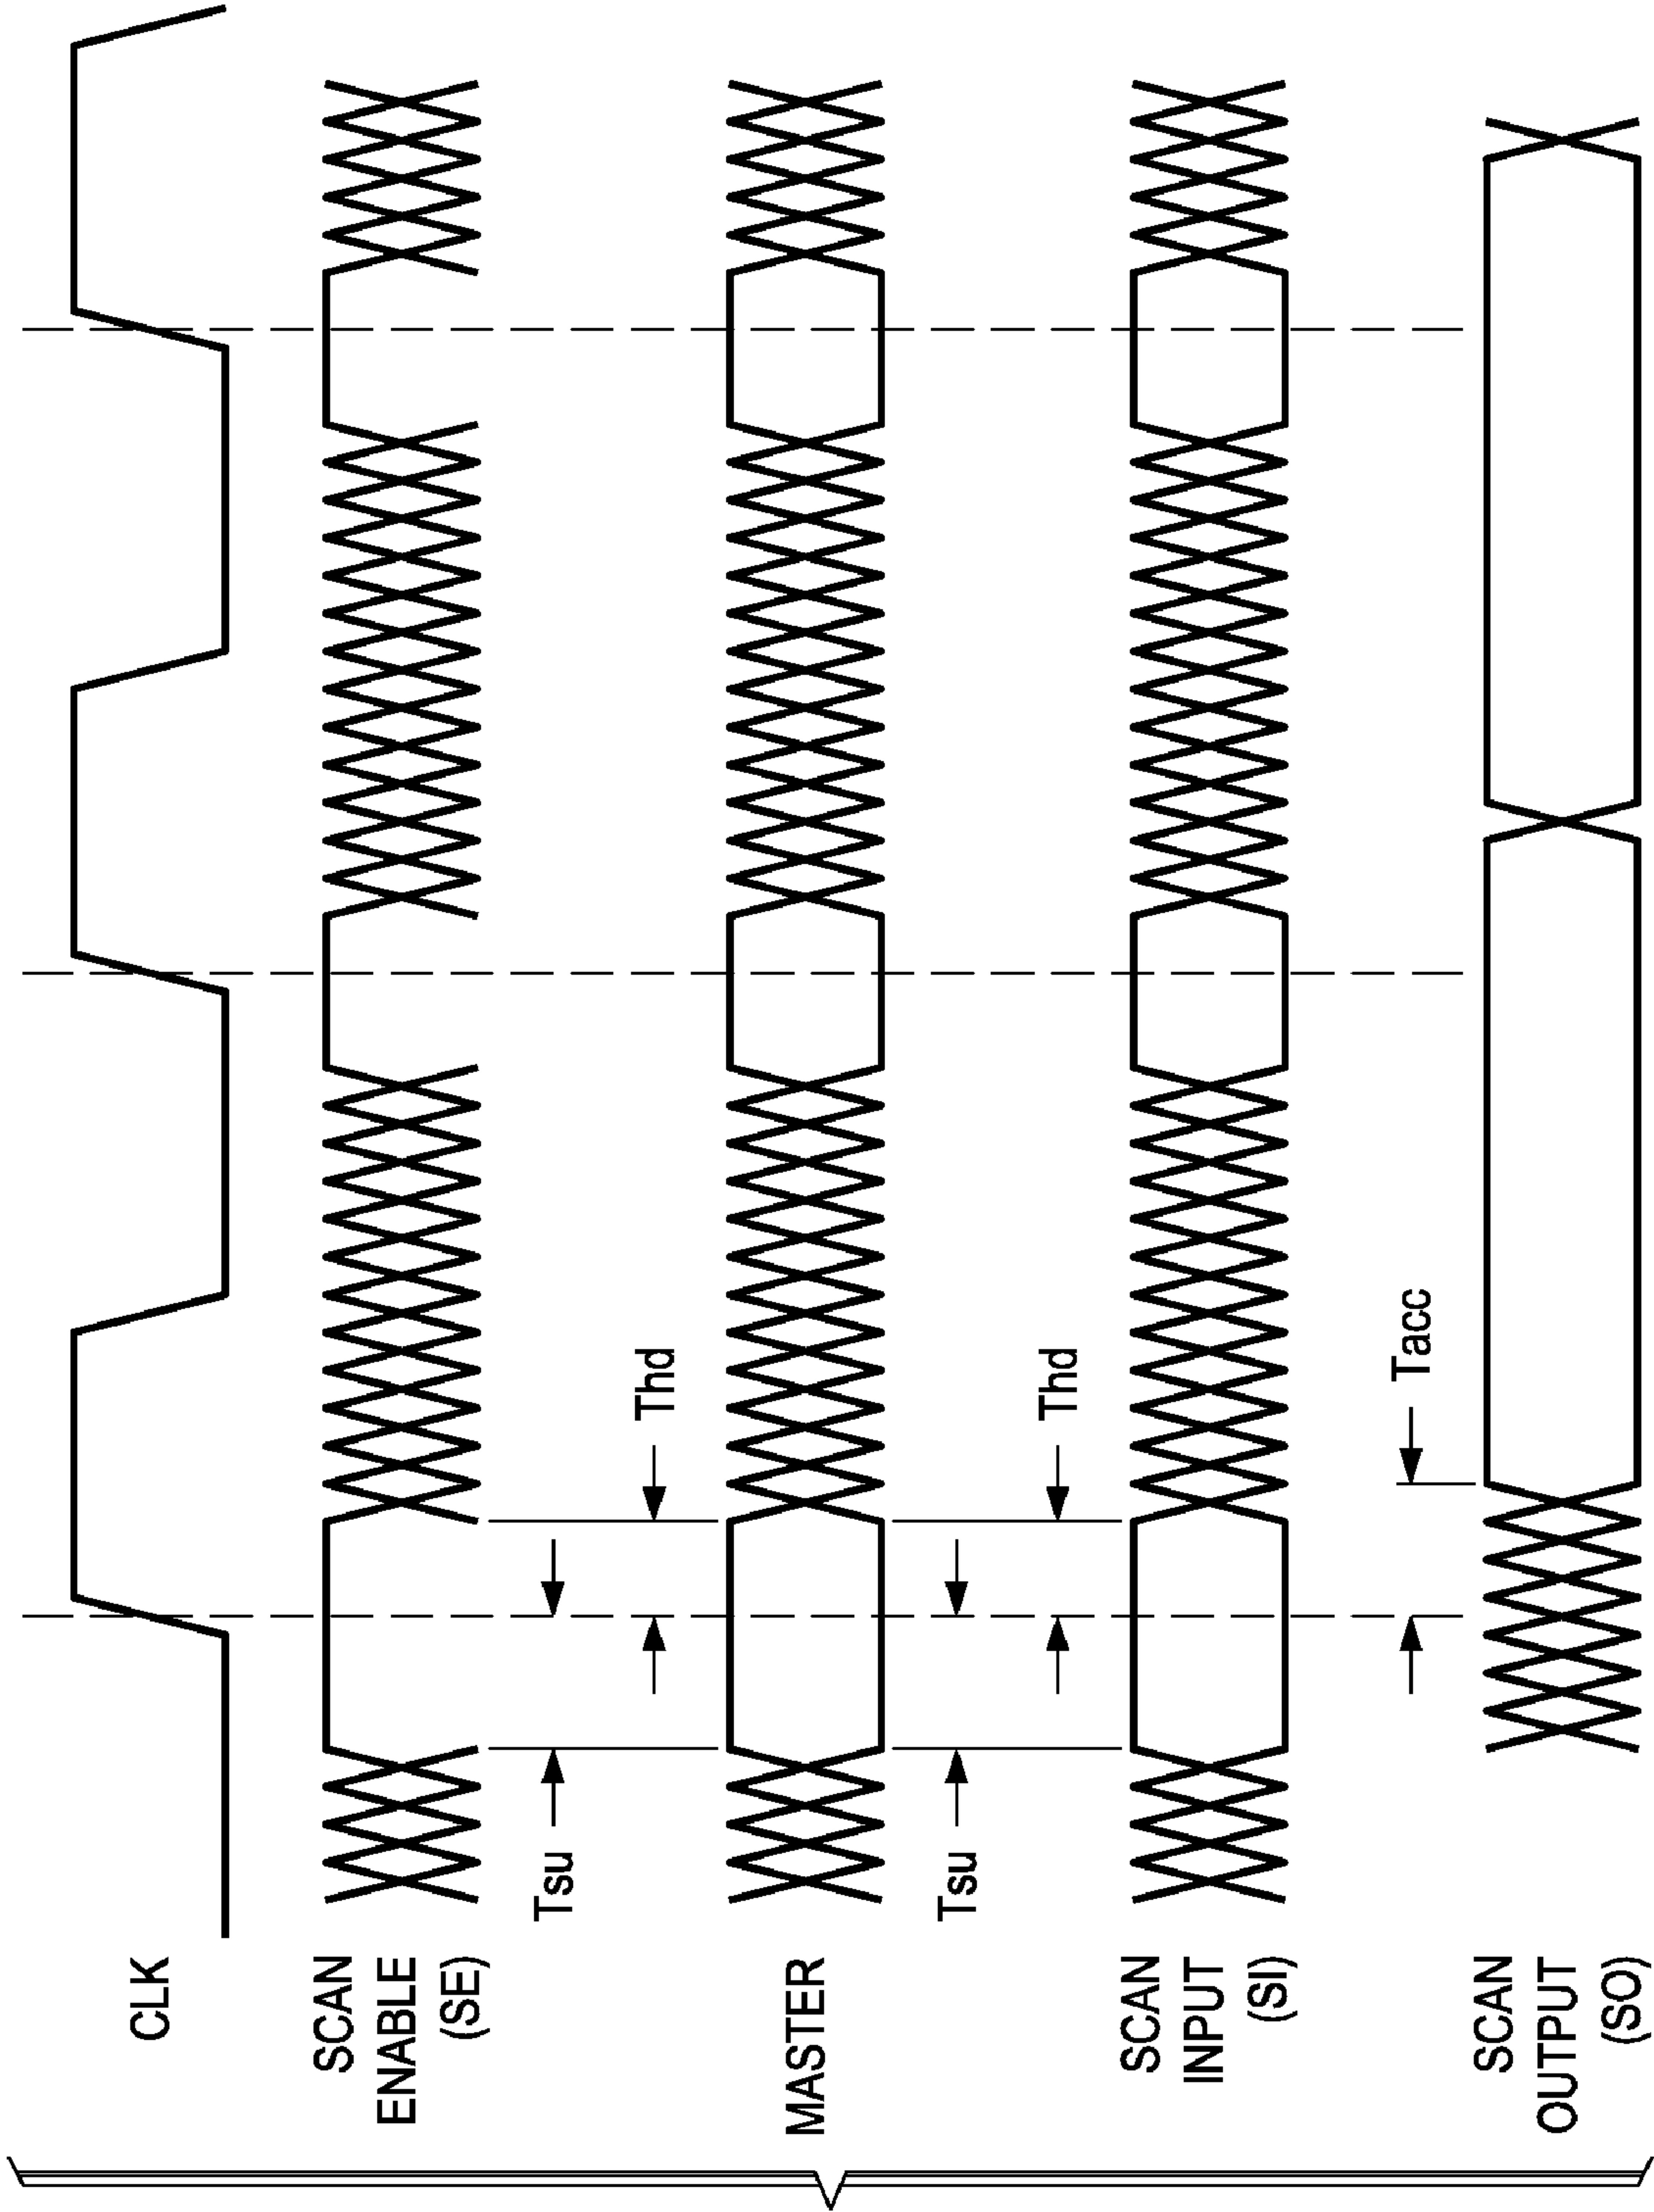 CLK
SCAN
ENABLE
(SE)
Tsu
Thd
MASTER
Tsu
Thd
SCAN
INPUT
(SI)
Tacc
SCAN
OUTPUT
(SO)